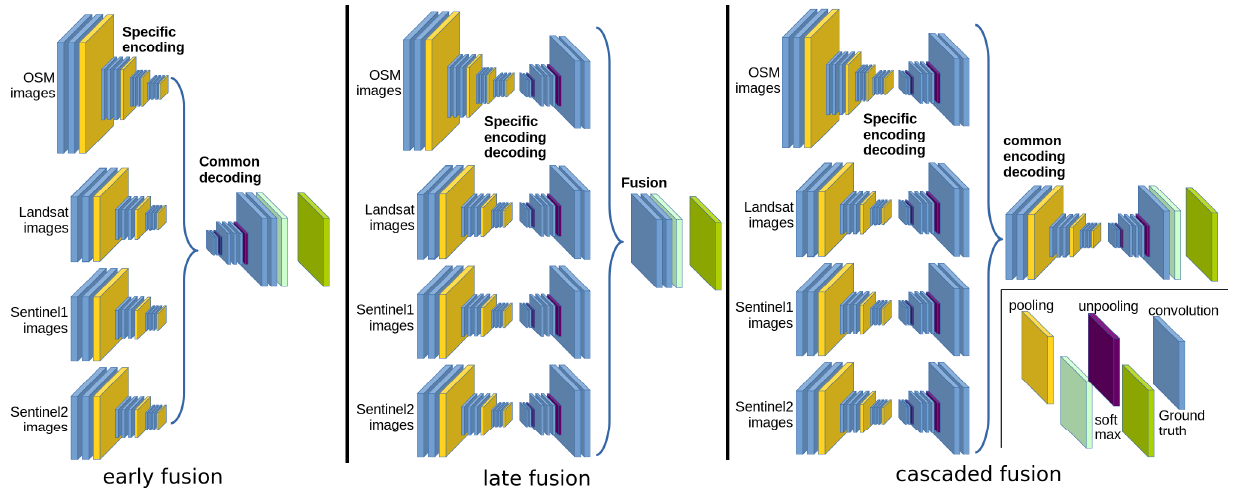 Specific
encoding
OSM
images
Common
decoding
Landsat
images
Sentinel1
images
Sentinel2
images
early fusion
OSM
images
Specific
encoding
decoding
Fusion
Landsat
images
Sentinel1
images
Sentinel2
images
late fusion
OSM
images
Specific
encoding
decoding
common
encoding
decoding
Landsat
images
Sentinel1
images
Sentinel2
images
pooling
unpooling
convolution
soft
max
Ground
truth
cascaded fusion